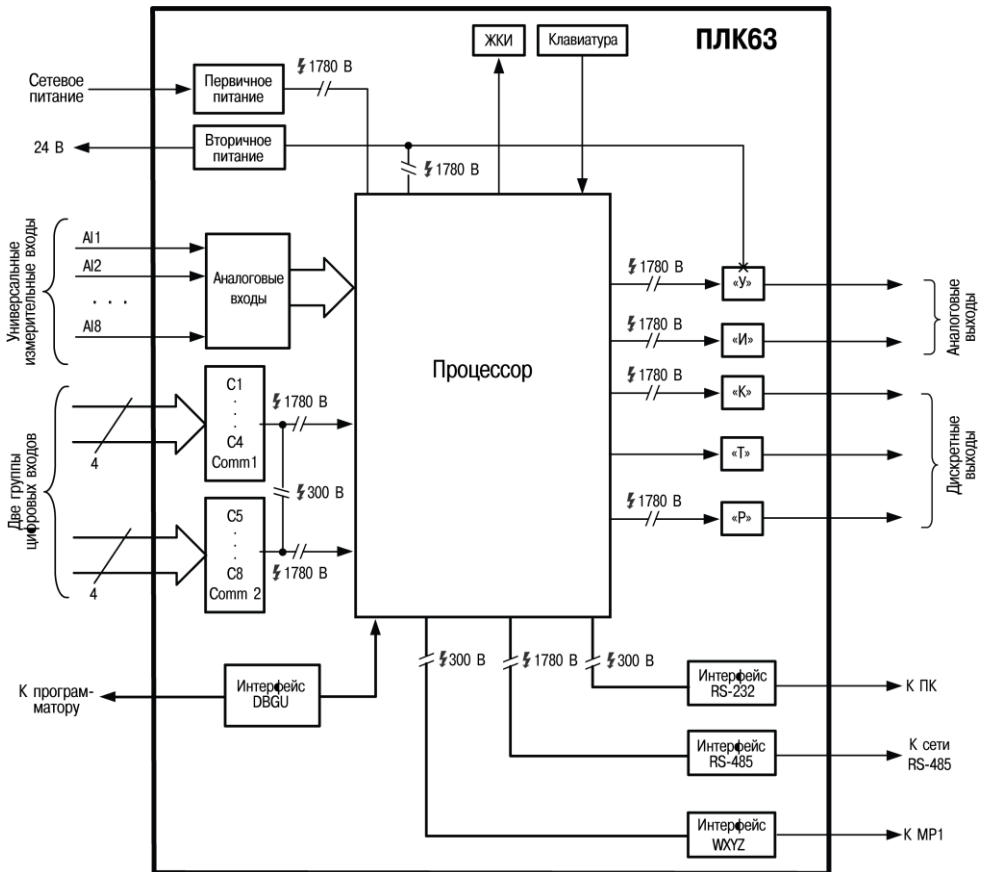 ПЛК63
ЖКИ
Клавиатура
Сетевое
питание
Первичное
питание
1780 В
24 В
Вторичное
питание
1780 В
Универсальные
измерительные входы
AI1
AI2
. . .
AI8
Аналоговые
входы
Процессор
1780 В
«У»
1780 В
«И»
Аналоговые
выходы
1780 В
«К»
«Т»
1780 В
«Р»
Дискретные
выходы
Две группы
цифровых входов
4
C1
.
.
.
C4
Comm1
1780 В
300 В
4
C5
.
.
.
C8
Comm 2
1780 В
К програм-
матору
Интерфейс
DBGU
300 В
1780 В
300 В
Интерфейс
RS-232
К ПК
Интерфейс
RS-485
К сети
RS-485
Интерфейс
WXYZ
К МР1